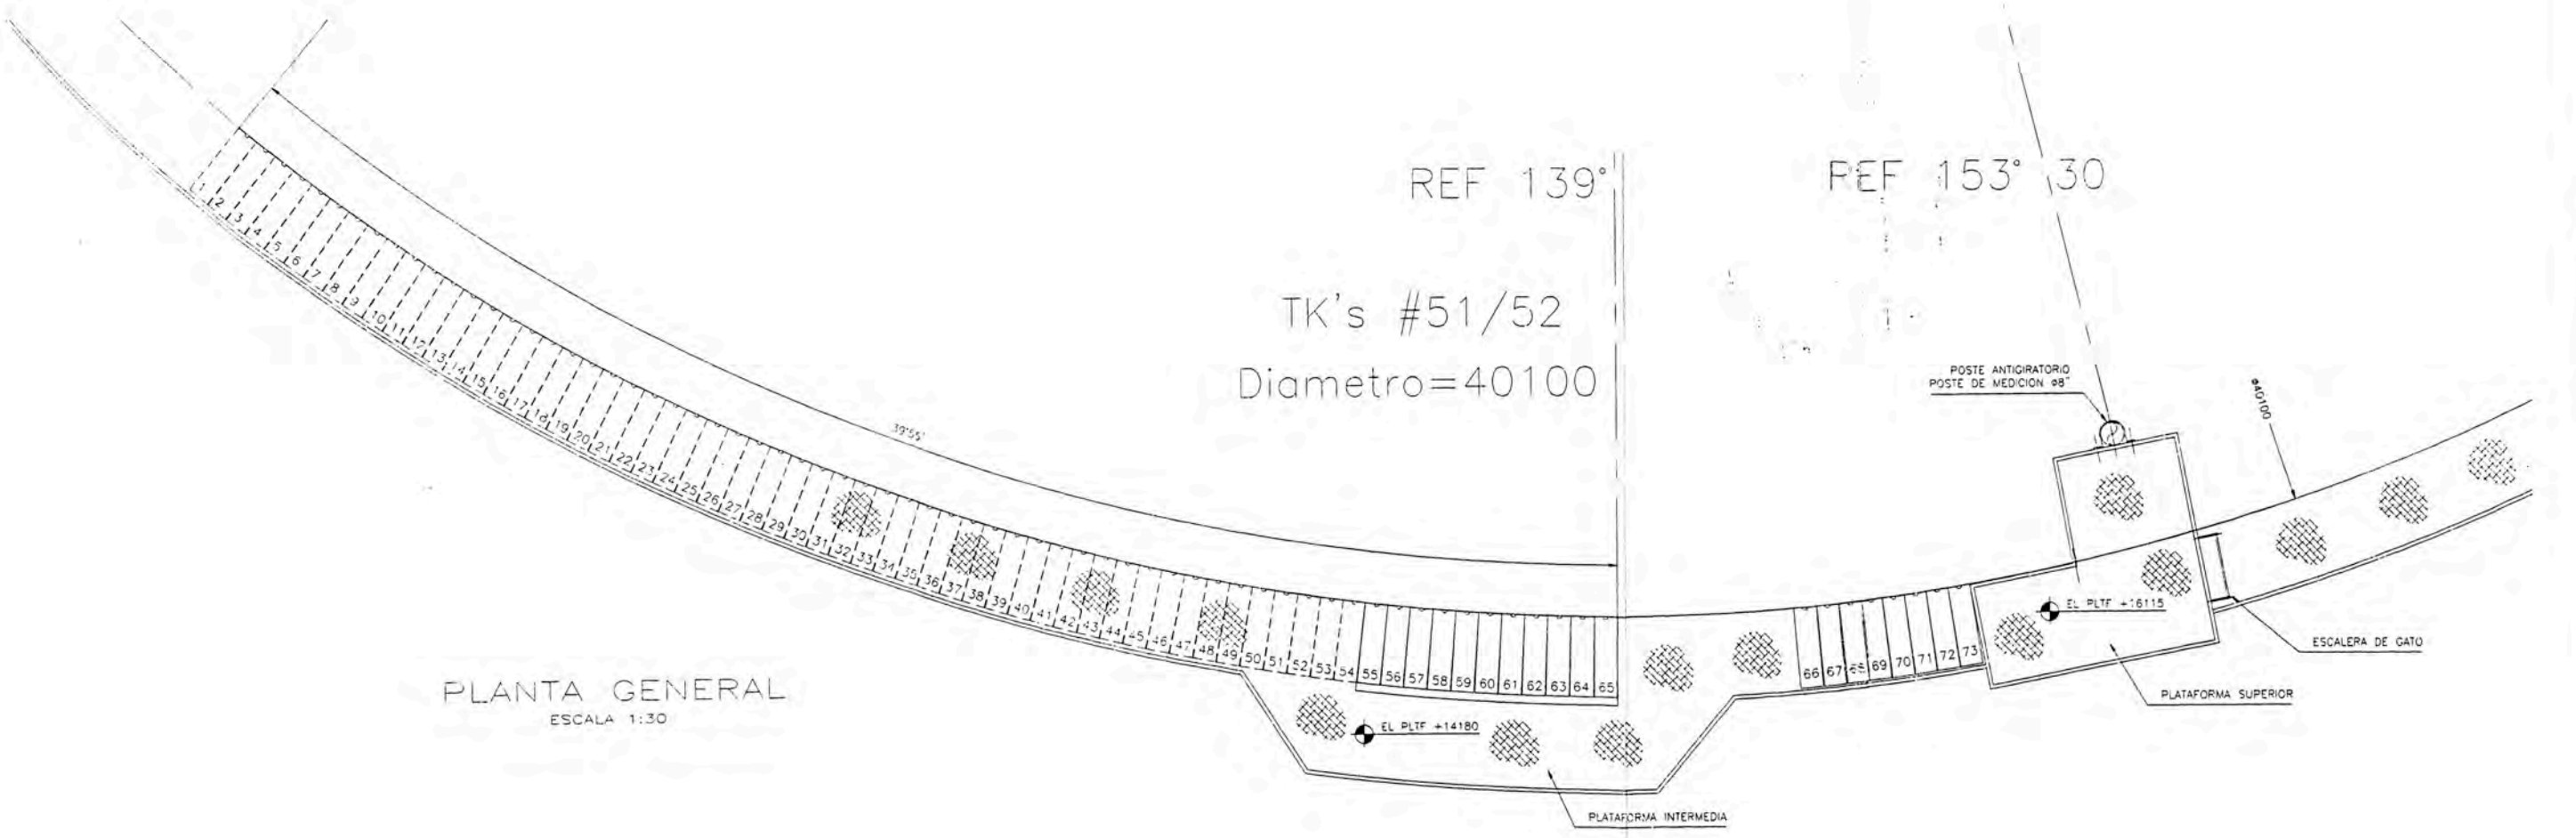 REF 139°
REF 153° 30
TK's #51/52
Diametro=40100
POSTE ANTIGIRATORIO
POSTE DE MEDICION ø8"
ø40100
39°55'
1 2 3 4 5 6 7 8 9 10 11 12 13 14 15 16 17 18 19 20 21 22 23 24 25 26 27 28 29 30 31 32 33 34 35 36 37 38 39 40 41 42 43 44 45 46 47 48 49 50 51 52 53 54 55 56 57 58 59 60 61 62 63 64 65
66 67 68 69 70 71 72 73
EL PLTF +16115
ESCALERA DE GATO
PLATAFORMA SUPERIOR
PLANTA GENERAL
ESCALA 1:30
EL PLTF +14180
PLATAFORMA INTERMEDIA